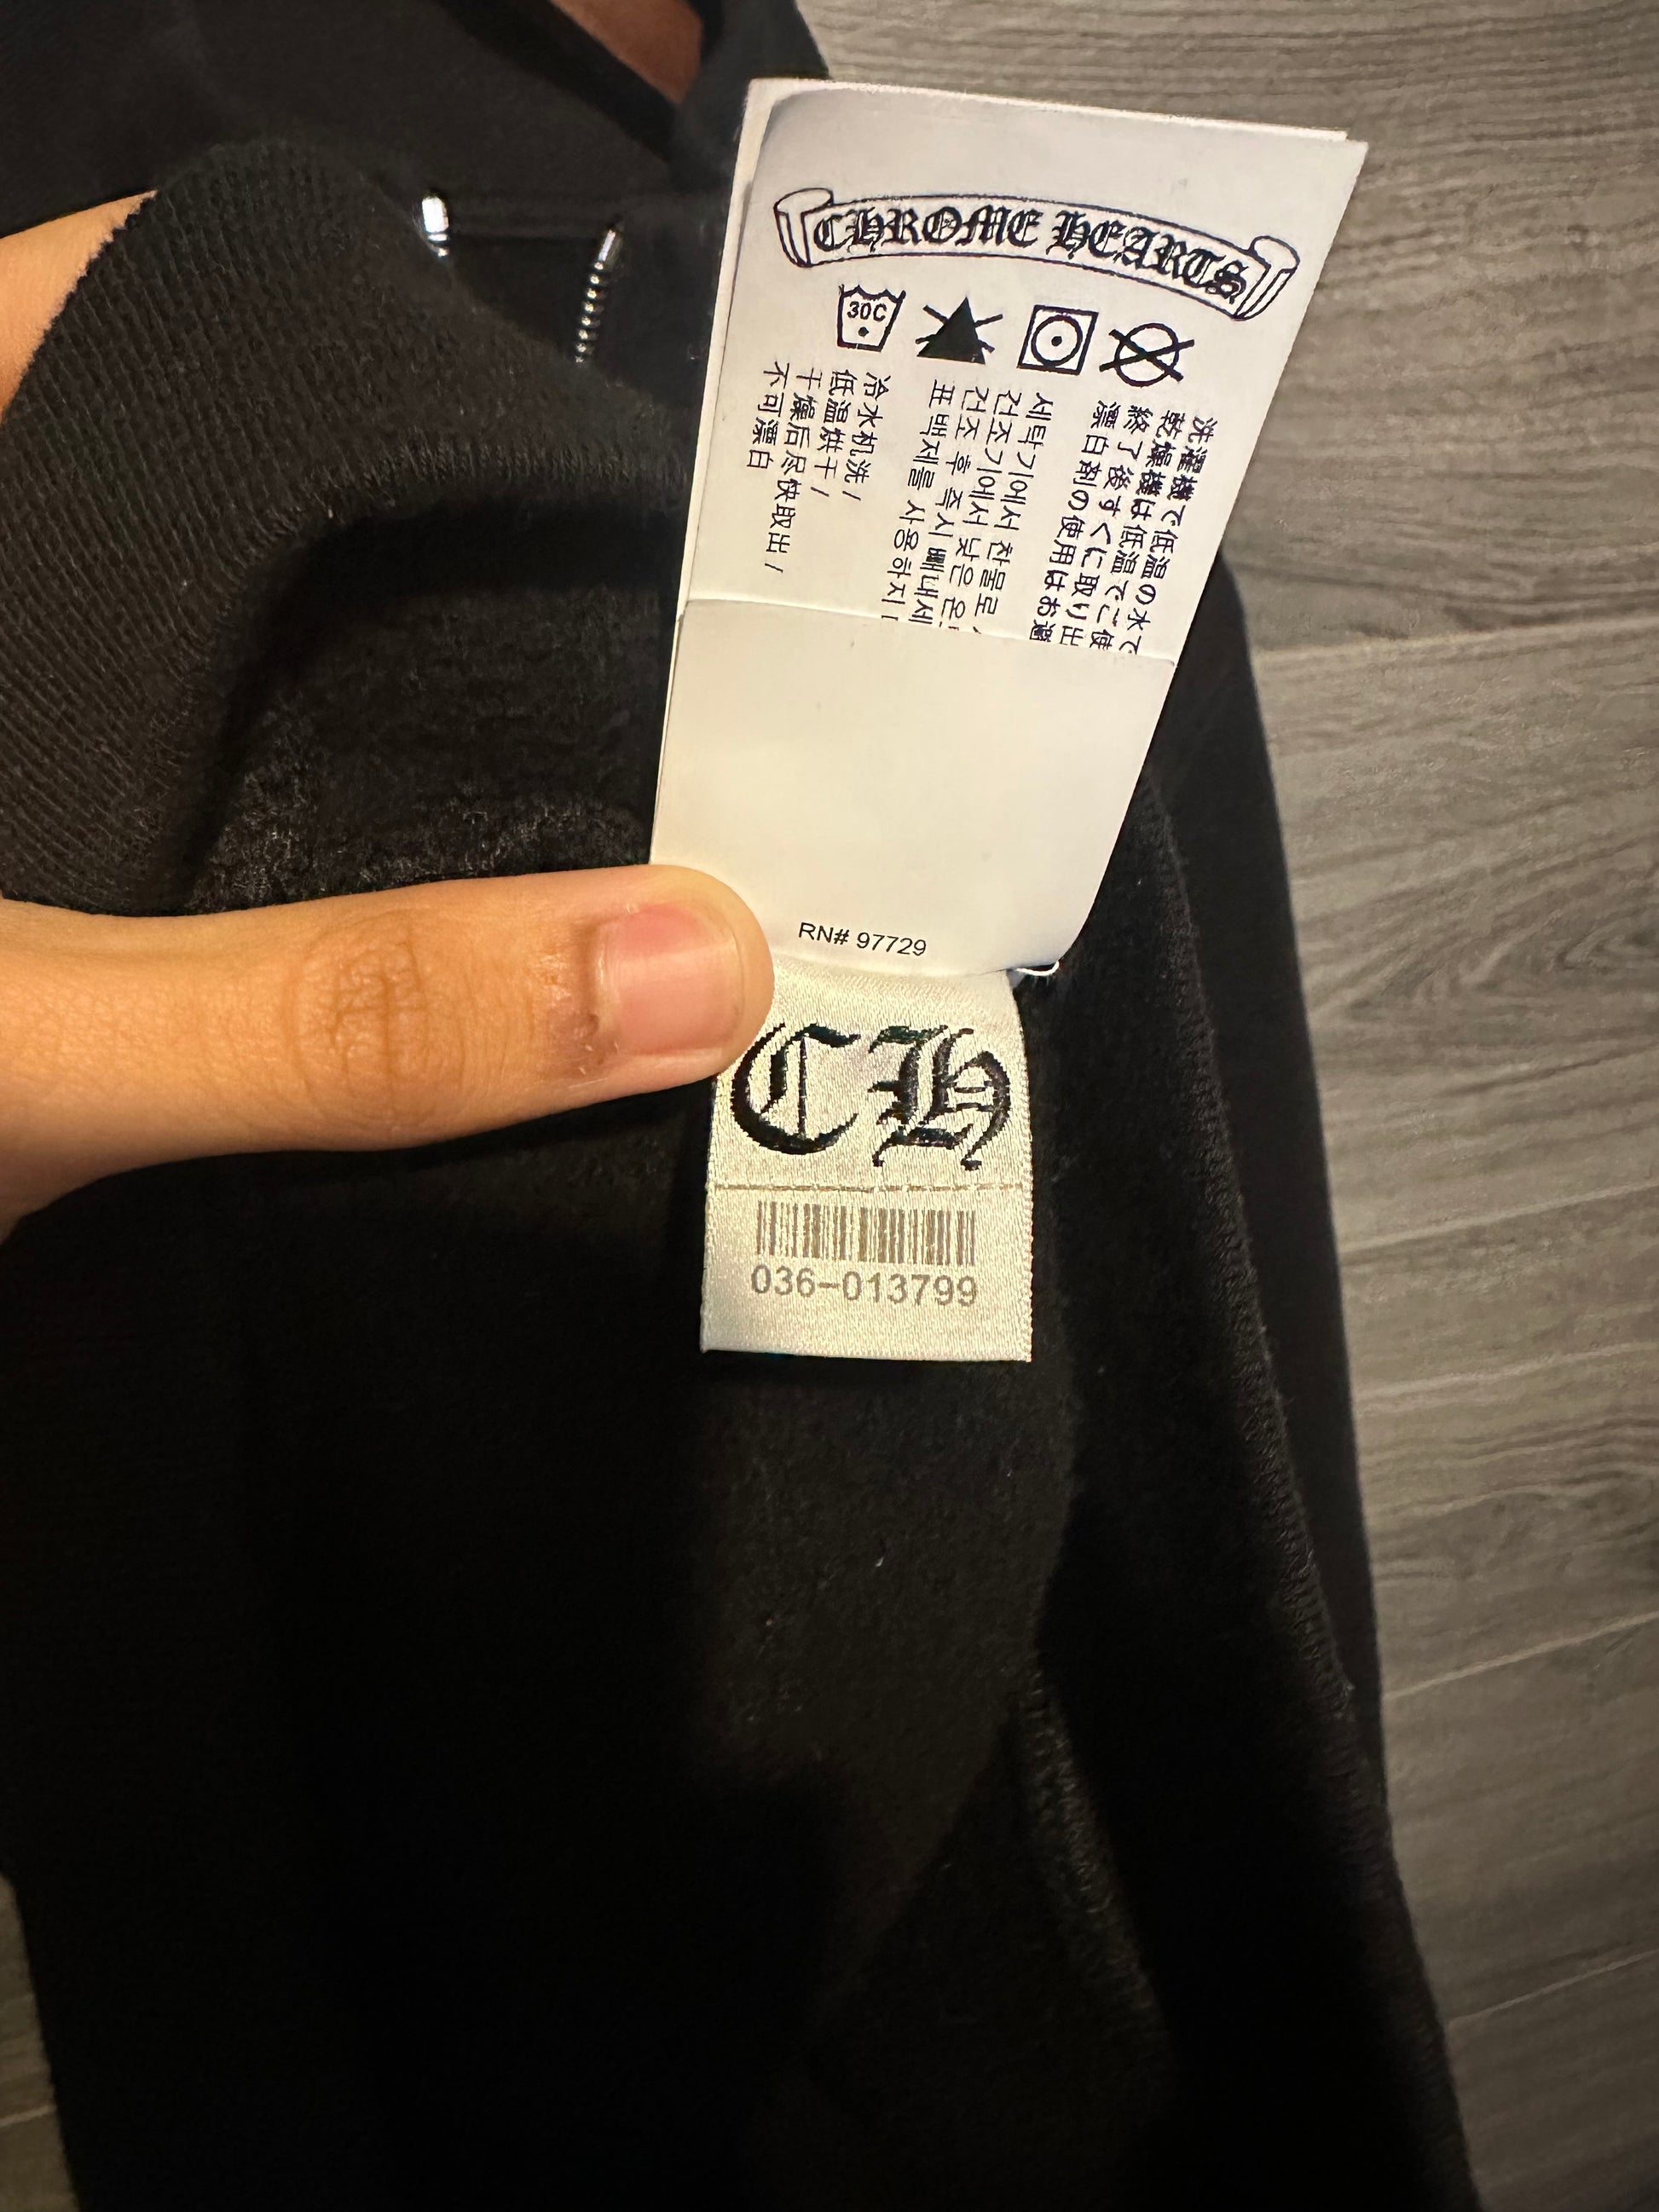 CHROME HEARTS
30C
洗濯機で低温の水で
乾燥機は低温でご使
終了後すぐに取り出
漂白剤の使用はお避
세탁기에서 찬물로
건조기에서 낮은 온
건조 후 즉시 빼내세
표백제를 사용하지
冷水机洗/
低温烘干/
干燥后尽快取出/
不可漂白
RN# 97729
CH
036-013799